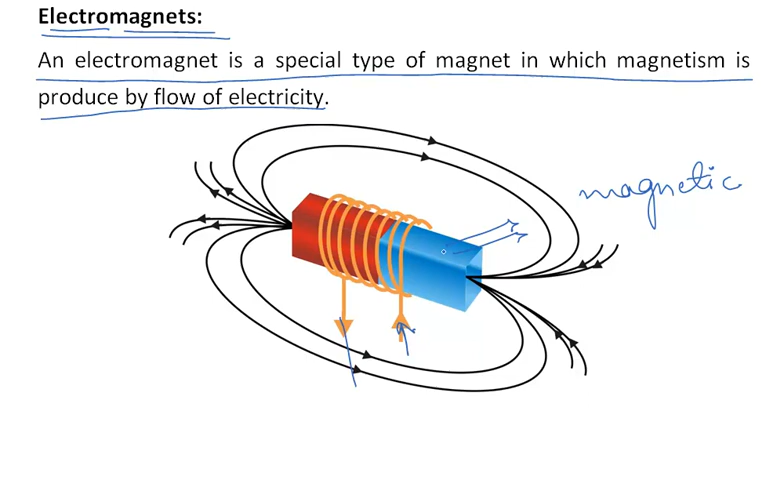 Electromagnets:
An electromagnet is a special type of magnet in which magnetism is
produce by flow of electricity.
magnetic